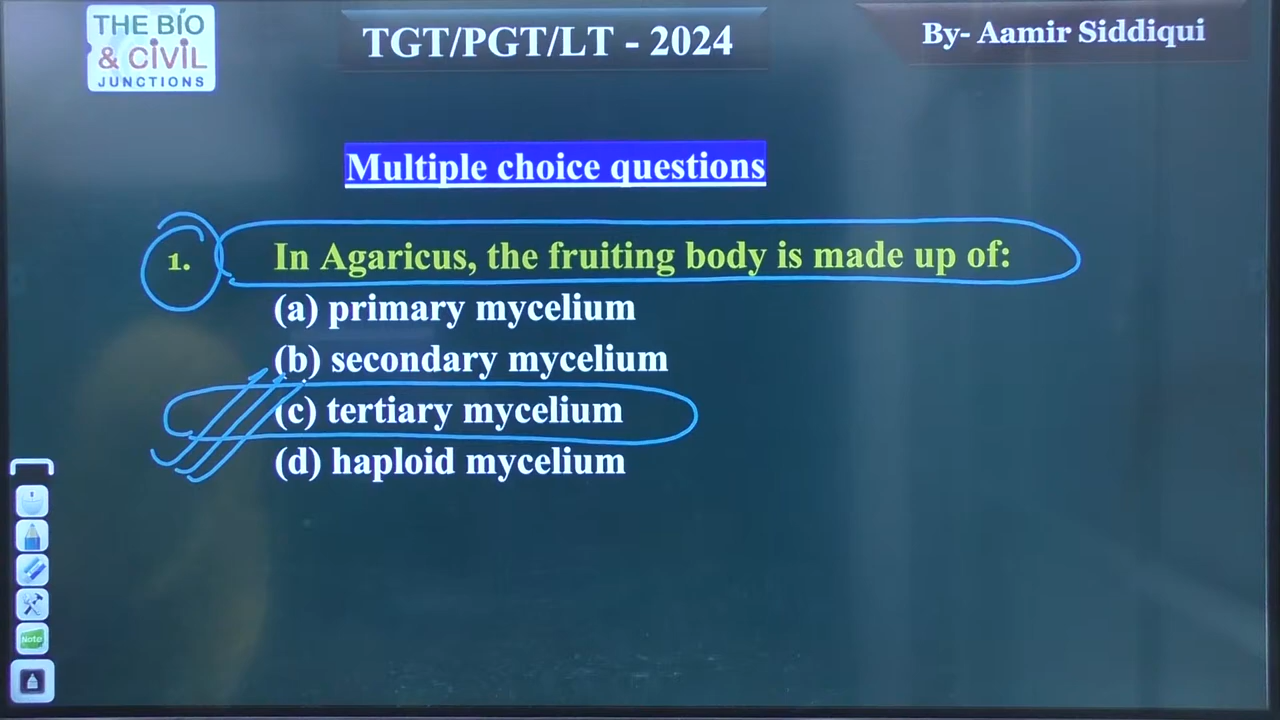 THE BIO
& CIVIL
JUNCTIONS
TGT/PGT/LT - 2024
By- Aamir Siddiqui
Multiple choice questions
1. In Agaricus, the fruiting body is made up of:
(a) primary mycelium
(b) secondary mycelium
(c) tertiary mycelium
(d) haploid mycelium
Note